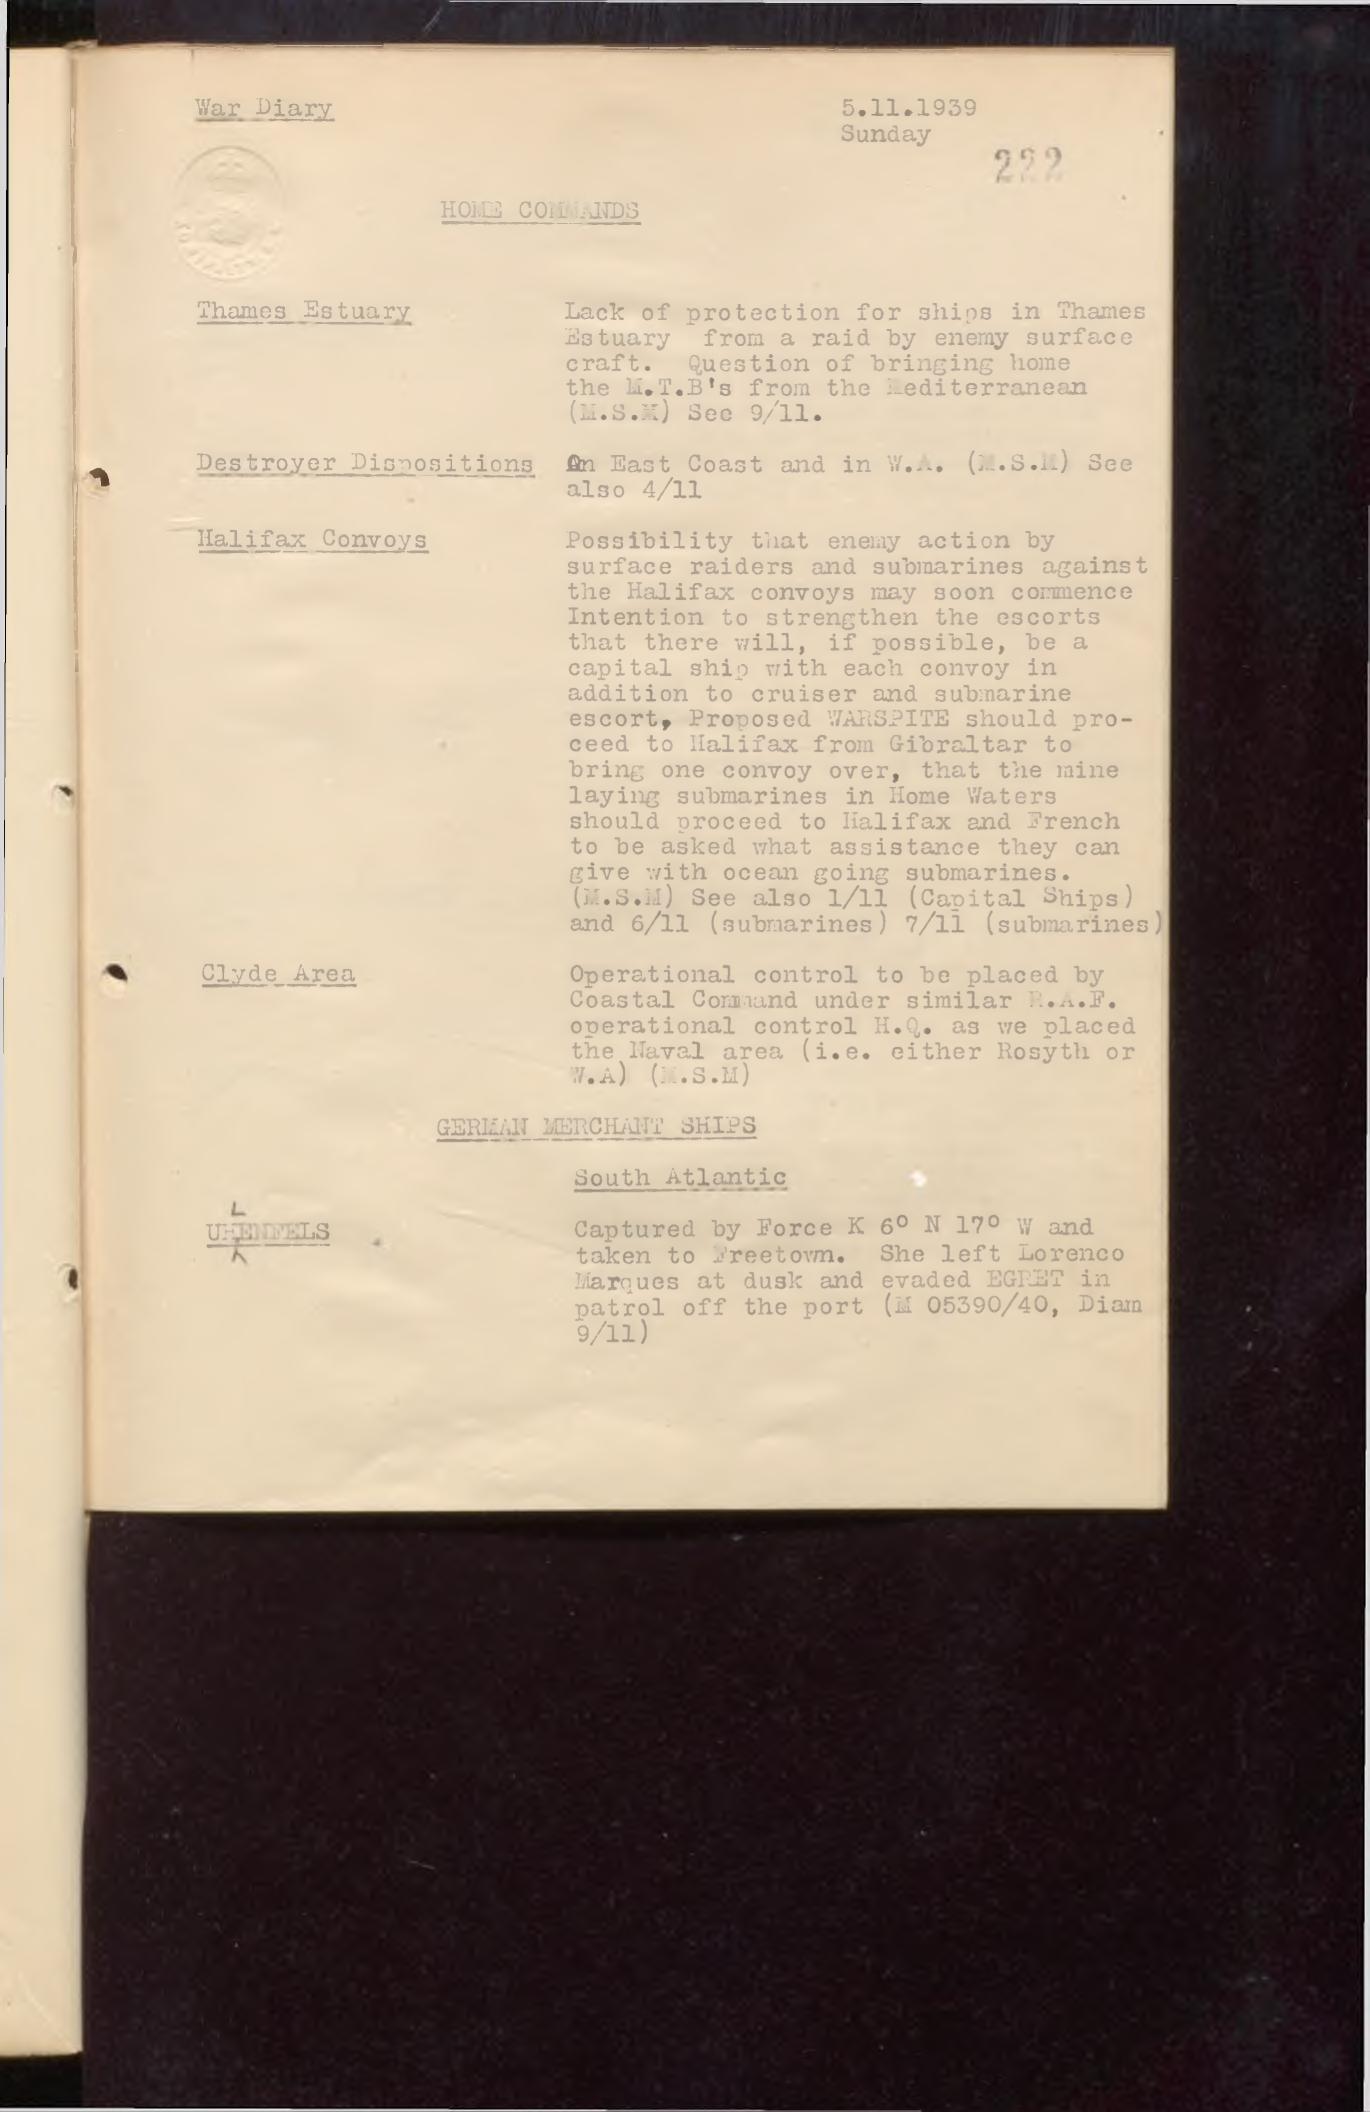 War Diary
5.11.1939
Sunday
222
HOME COMMANDS
Thames Estuary
Lack of protection for ships in Thames
Estuary from a raid by enemy surface
craft. Question of bringing home
the M.T.B's from the Mediterranean
(M.S.M) See 9/11.
Destroyer Dispositions
On East Coast and in W.A. (M.S.M) See
also 4/11
Halifax Convoys
Possibility that enemy action by
surface raiders and submarines against
the Halifax convoys may soon commence
Intention to strengthen the escorts
that there will, if possible, be a
capital ship with each convoy in
addition to cruiser and submarine
escort, Proposed WARSPITE should pro-
ceed to Halifax from Gibraltar to
bring one convoy over, that the mine
laying submarines in Home Waters
should proceed to Halifax and French
to be asked what assistance they can
give with ocean going submarines.
(M.S.M) See also 1/11 (Capital Ships)
and 6/11 (submarines) 7/11 (submarines)
Clyde Area
Operational control to be placed by
Coastal Command under similar R.A.F.
operational control H.Q. as we placed
the Naval area (i.e. either Rosyth or
W.A) (M.S.M)
GERMAN MERCHANT SHIPS
South Atlantic
L
UHENFELS
Captured by Force K 6° N 17° W and
taken to Freetown. She left Lorenco
Marques at dusk and evaded EGRET in
patrol off the port (M 05390/40, Diam
9/11)